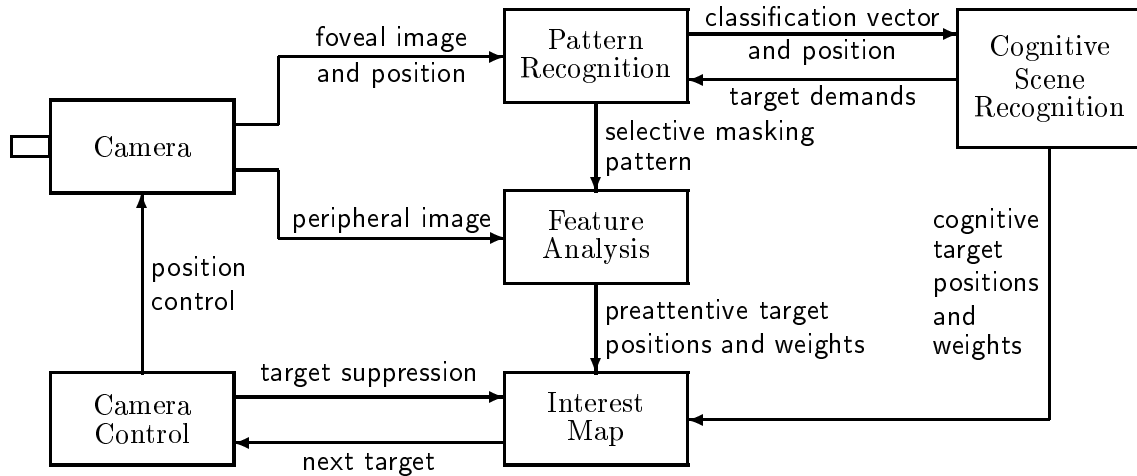 foveal image
and position
Pattern
Recognition
classification vector
and position
target demands
Cognitive
Scene
Recognition
Camera
selective masking
pattern
peripheral image
Feature
Analysis
cognitive
target
positions
and
weights
position
control
preattentive target
positions and weights
Camera
Control
target suppression
next target
Interest
Map